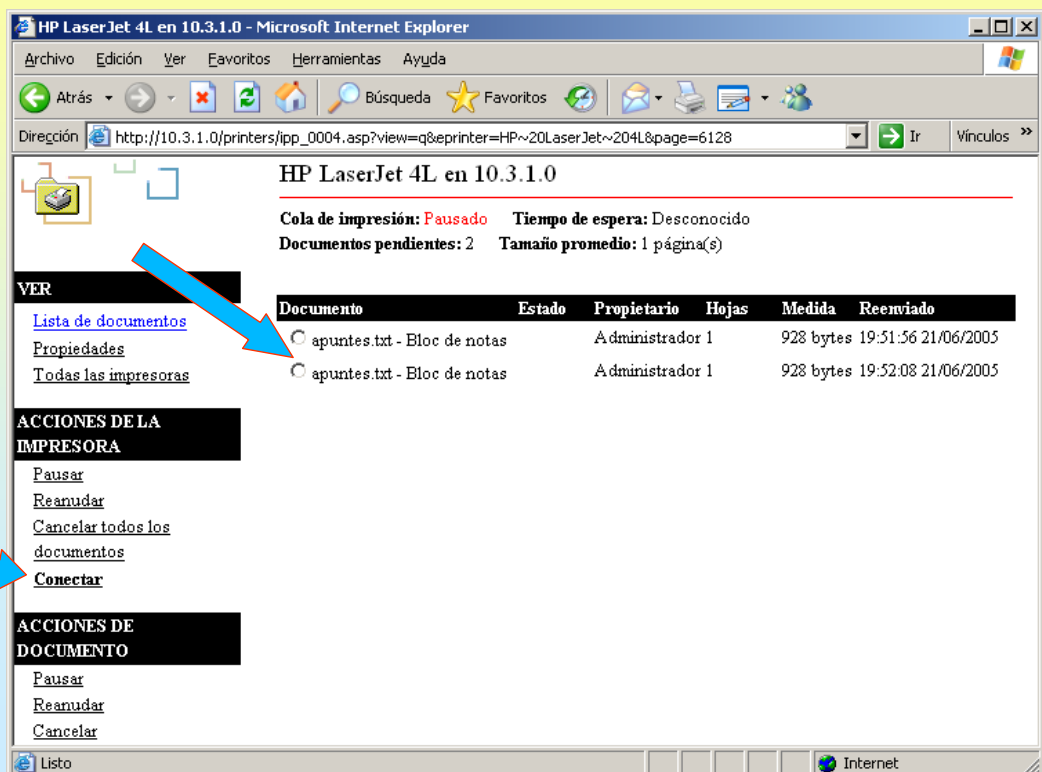 HP LaserJet 4L en 10.3.1.0 - Microsoft Internet Explorer
Archivo Edición Ver Favoritos Herramientas Ayuda
Atrás Búsqueda Favoritos
Dirección http://10.3.1.0/printers/ipp_0004.asp?view=q&eprinter=HP~20LaserJet~204L&page=6128 Ir Vínculos »
HP LaserJet 4L en 10.3.1.0
Cola de impresión: Pausado Tiempo de espera: Desconocido
Documentos pendientes: 2 Tamaño promedio: 1 página(s)
VER
Lista de documentos
Propiedades
Todas las impresoras
Documento Estado Propietario Hojas Medida Reenviado
apuntes.txt - Bloc de notas Administrador 1 928 bytes 19:51:56 21/06/2005
apuntes.txt - Bloc de notas Administrador 1 928 bytes 19:52:08 21/06/2005
ACCIONES DE LA
IMPRESORA
Pausar
Reanudar
Cancelar todos los
documentos
Conectar
ACCIONES DE
DOCUMENTO
Pausar
Reanudar
Cancelar
Listo Internet